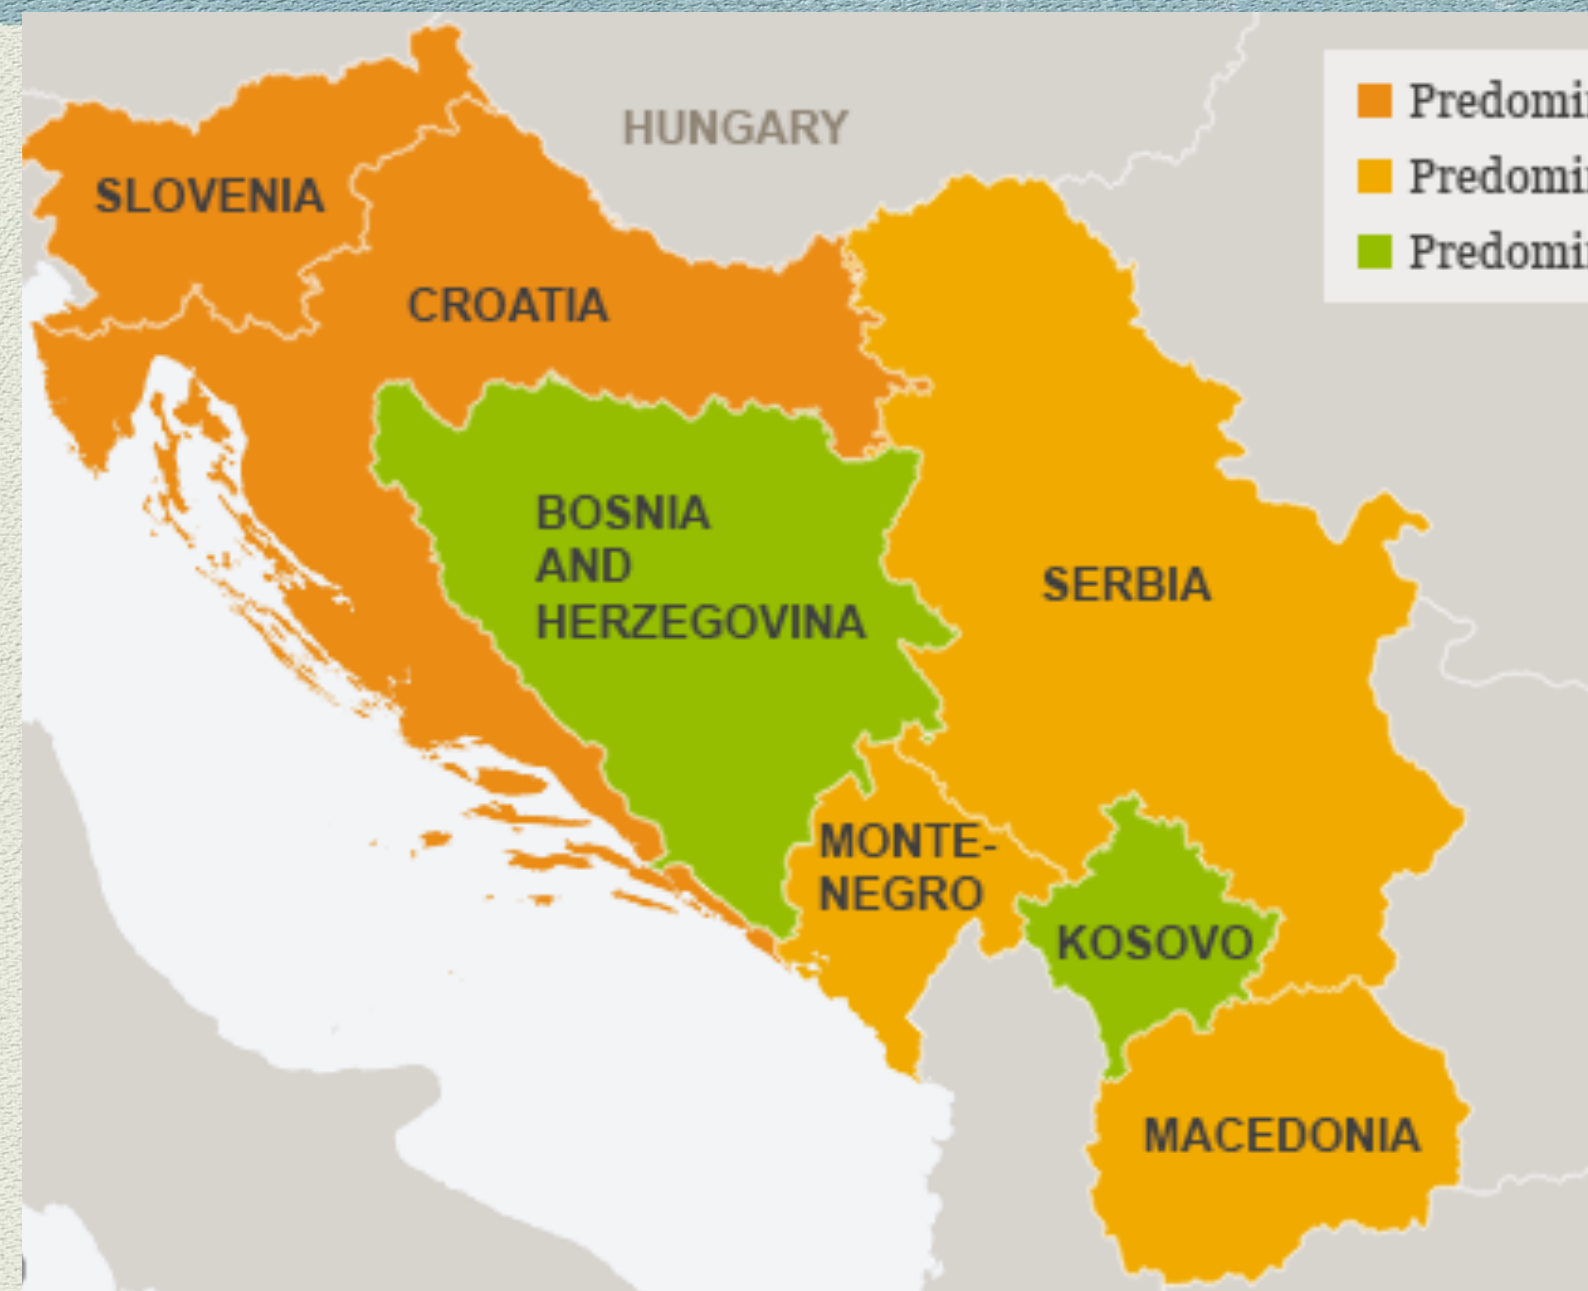 HUNGARY
SLOVENIA
CROATIA
BOSNIA
AND
HERZEGOVINA
SERBIA
MONTE-
NEGRO
KOSOVO
MACEDONIA